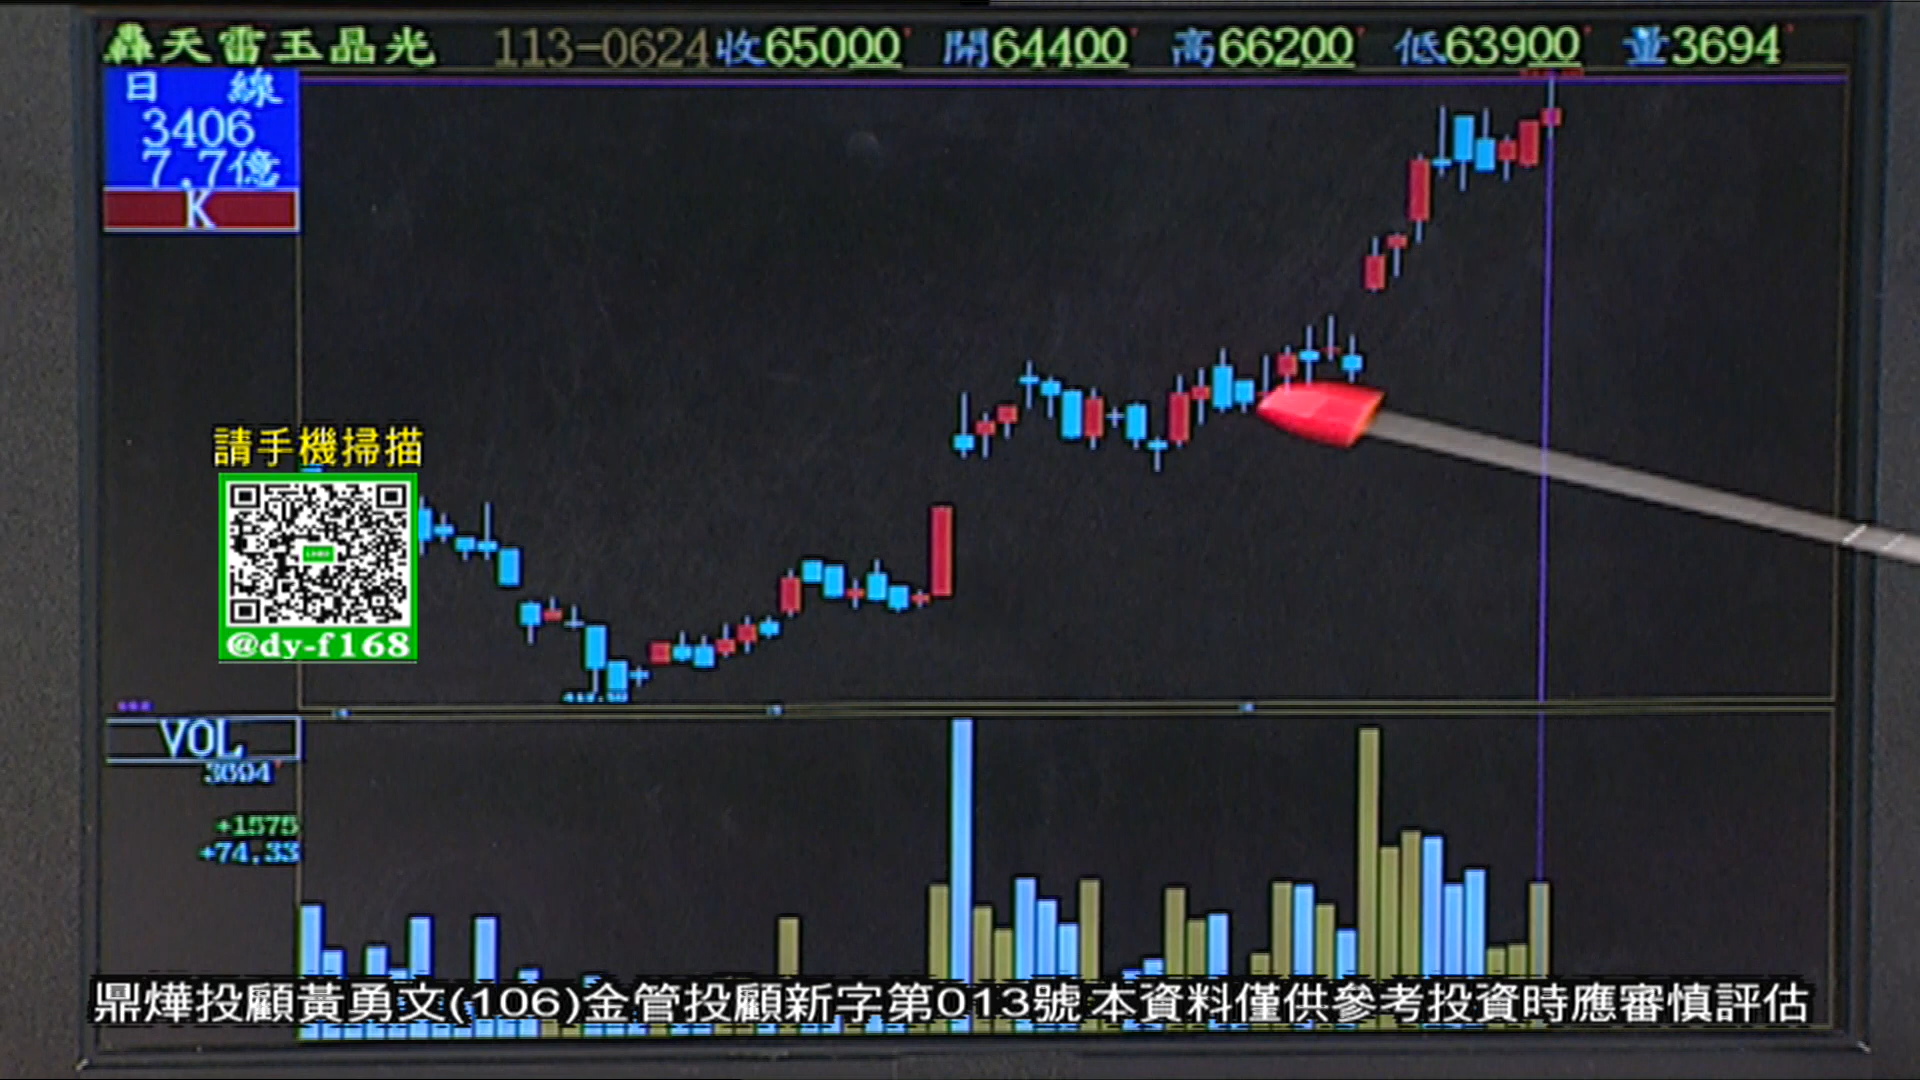 轟天雷玉晶光 113-0624 收65000 開64400 高66200 低63900 量3694
日 線
3406
7.7億
K
請手機掃描
@dy-f168
VOL
3694
+1575
+74.33
鼎燁投顧黃勇文(106)金管投顧新字第013號 本資料僅供參考投資時應審慎評估